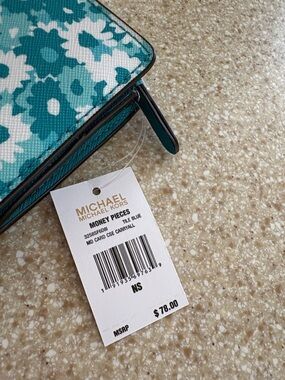 MICHAEL
MICHAEL KORS
MONEY PIECES
TILE BLUE
MD CARD CSE CARRYALL
NS
$ 78.00
MSRP